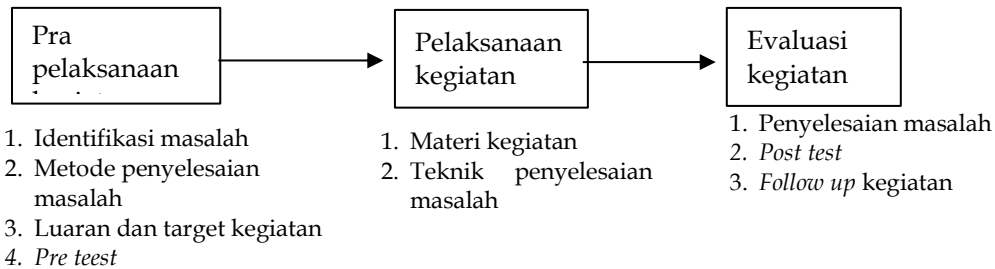 Pra
pelaksanaan
Pelaksanaan
kegiatan
Evaluasi
kegiatan
1. Identifikasi masalah
2. Metode penyelesaian
masalah
3. Luaran dan target kegiatan
4. Pre teest
1. Materi kegiatan
2. Teknik penyelesaian
masalah
1. Penyelesaian masalah
2. Post test
3. Follow up kegiatan